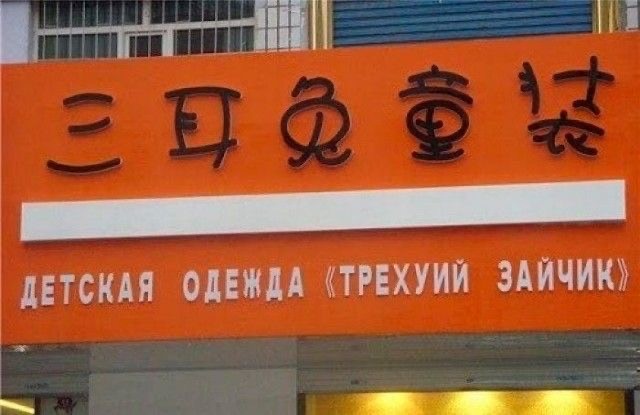 三耳兔童装
ДЕТСКАЯ ОДЕЖДА《ТРЕХУИЙ ЗАЙЧИК》